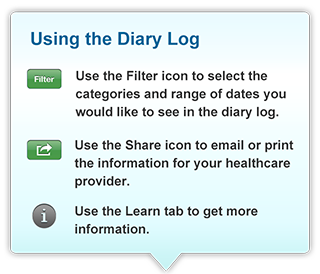 Using the Diary Log
Filter
Use the Filter icon to select the
categories and range of dates you
would like to see in the diary log.
Use the Share icon to email or print
the information for your healthcare
provider.
i
Use the Learn tab to get more
information.